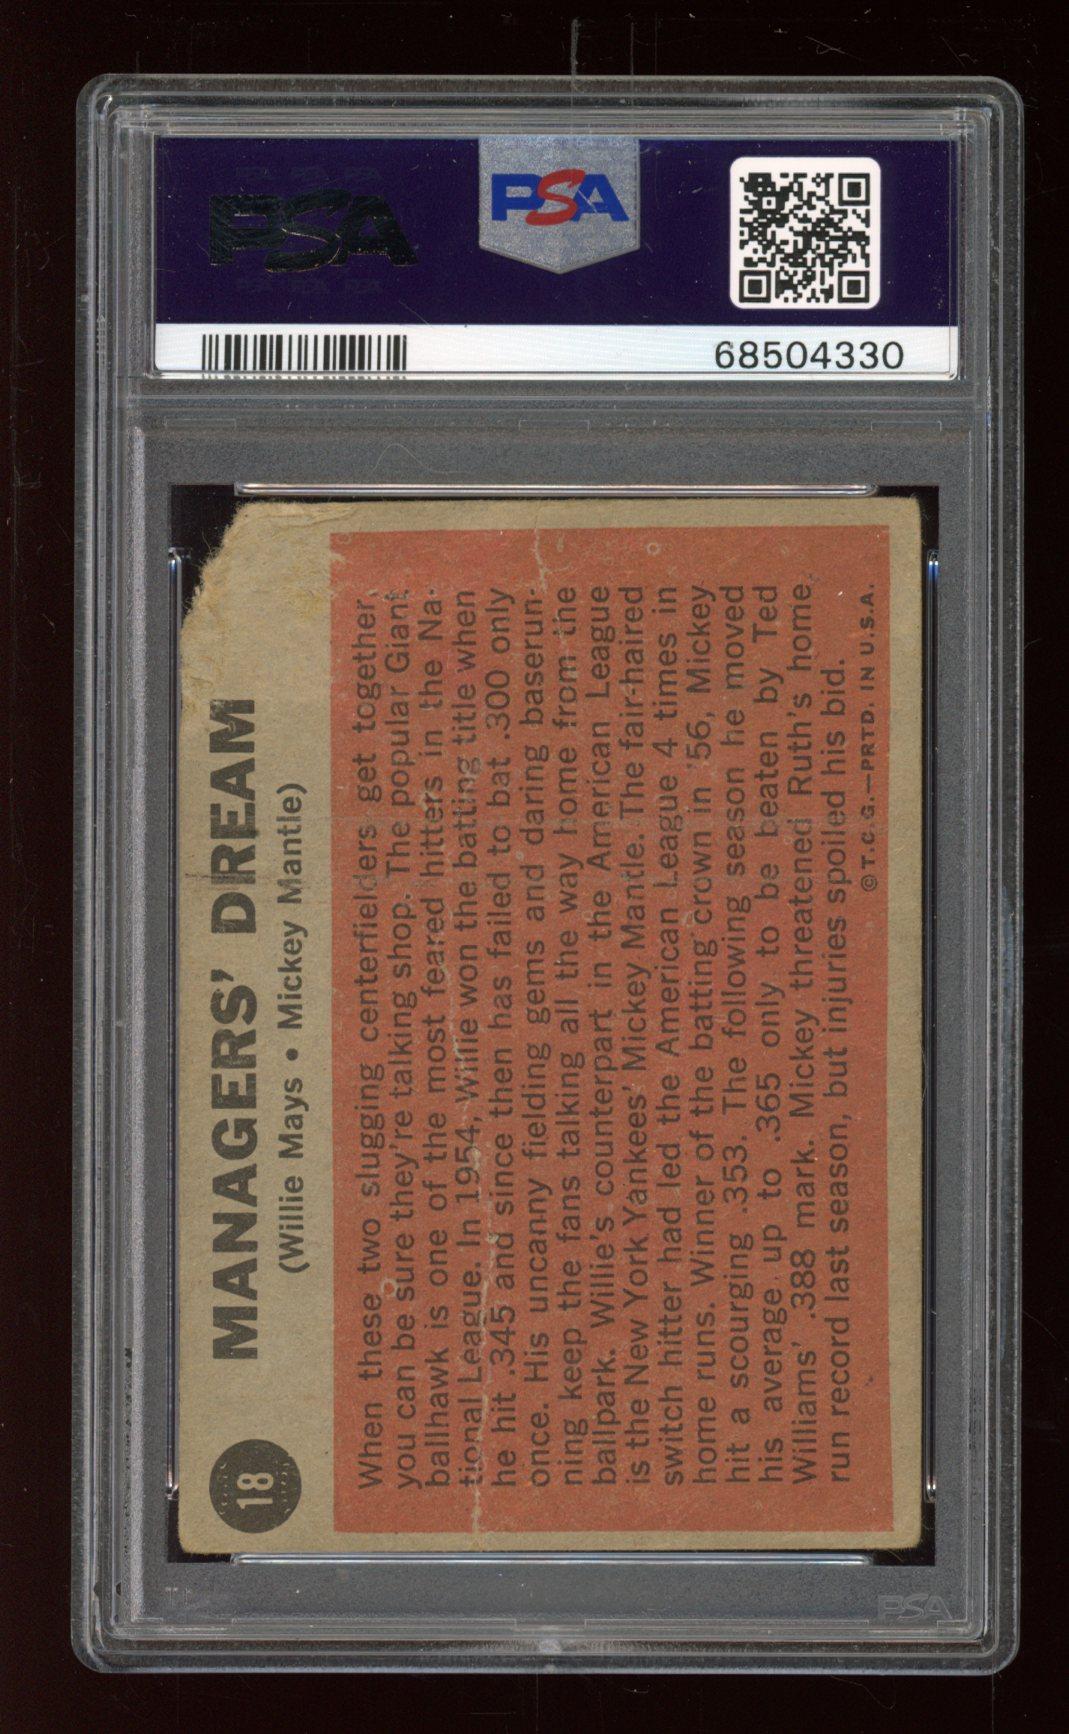 PSA
PSA
68504330
18
MANAGERS' DREAM
(Willie Mays • Mickey Mantle)
When these two slugging centerfielders get together,
you can be sure they're talking shop. The popular Giant
ballhawk is one of the most feared hitters in the Na-
tional League. In 1954, Willie won the batting title when
he hit .345 and since then has failed to bat .300 only
once. His uncanny fielding gems and daring baserun-
ning keep the fans talking all the way home from the
ballpark. Willie's counterpart in the American League
is the New York Yankees' Mickey Mantle. The fair-haired
switch hitter had led the American League 4 times in
home runs. Winner of the batting crown in '56, Mickey
hit a scourging .353. The following season he moved
his average up to .365 only to be beaten by Ted
Williams' .388 mark. Mickey threatened Ruth's home
run record last season, but injuries spoiled his bid.
© T.C.G.—PRTD. IN U.S.A.
PSA